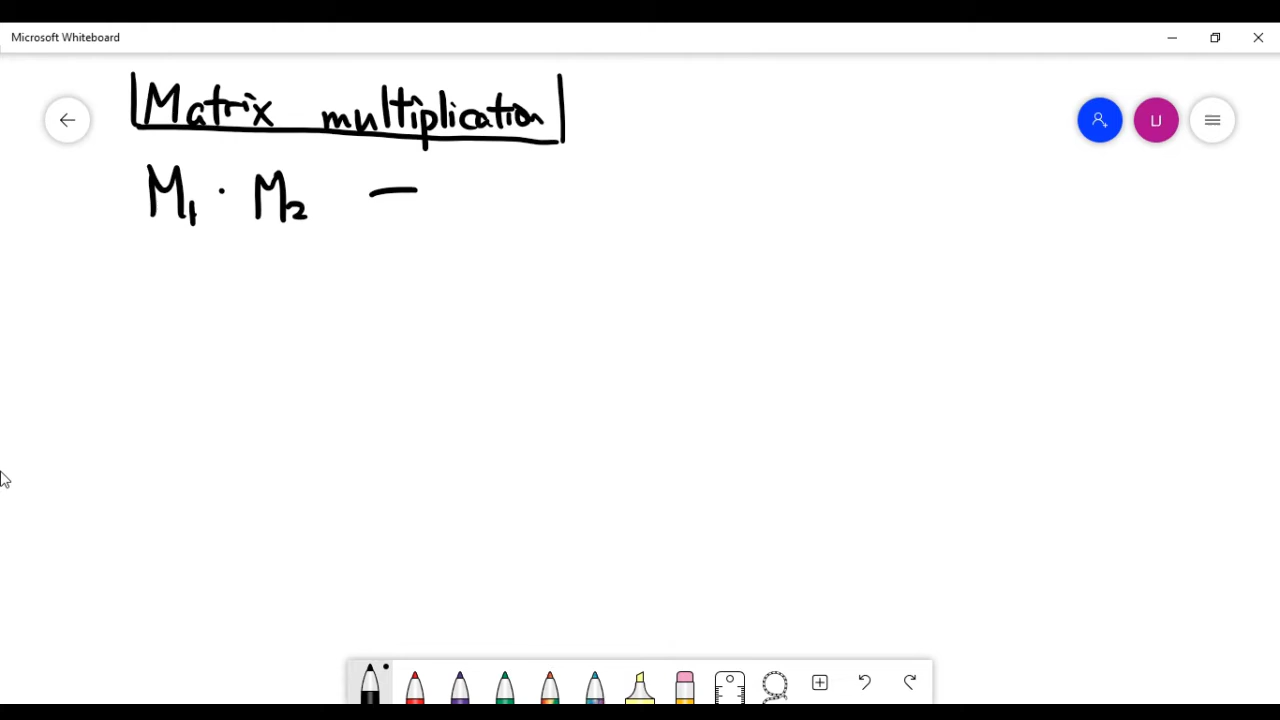 Microsoft Whiteboard
Matrix multiplication
M₁ · M₂ –
U